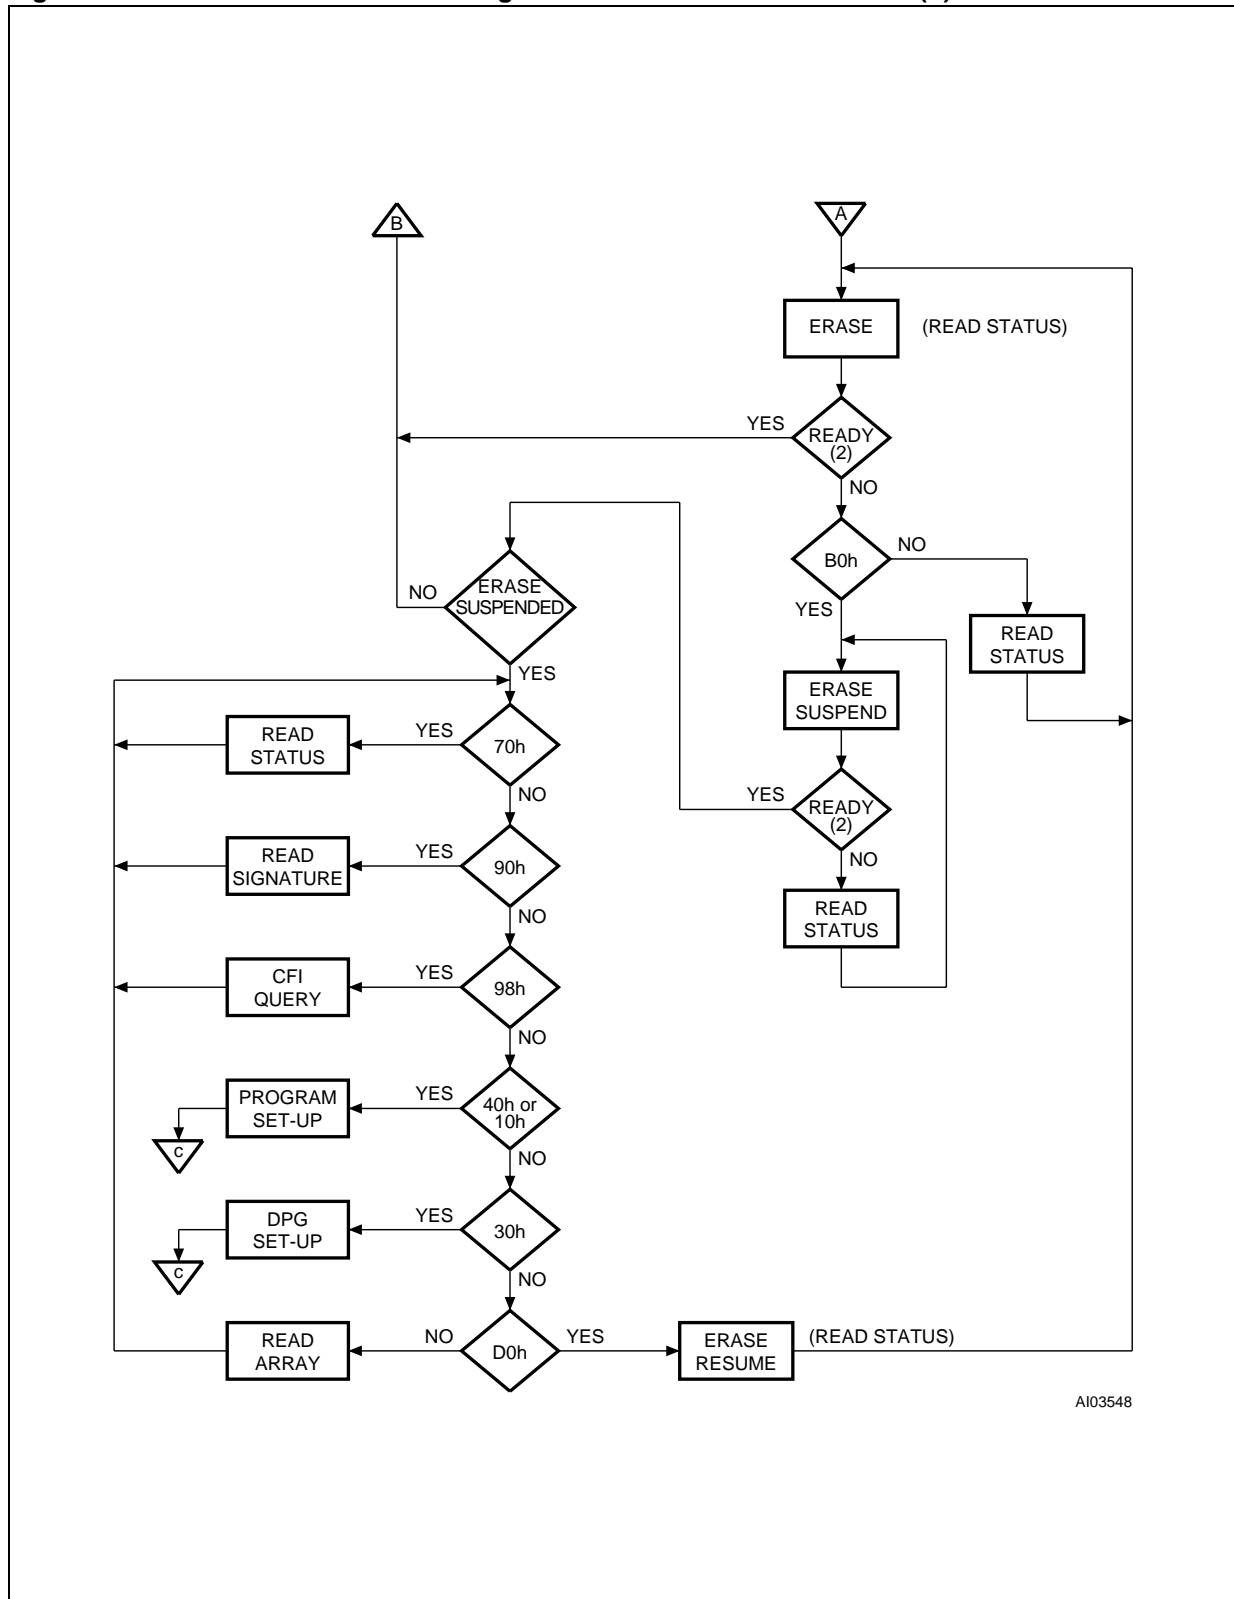 B
A
ERASE
(READ STATUS)
YES
READY
(2)
NO
B0h
NO
YES
NO
ERASE
SUSPENDED
YES
READ
STATUS
ERASE
SUSPEND
READ
STATUS
YES
70h
NO
YES
READY
(2)
NO
READ
SIGNATURE
YES
90h
NO
READ
STATUS
CFI
QUERY
YES
98h
NO
PROGRAM
SET-UP
YES
40h or
10h
NO
c
DPG
SET-UP
YES
30h
NO
c
READ
ARRAY
NO
D0h
YES
ERASE
RESUME
(READ STATUS)
AI03548